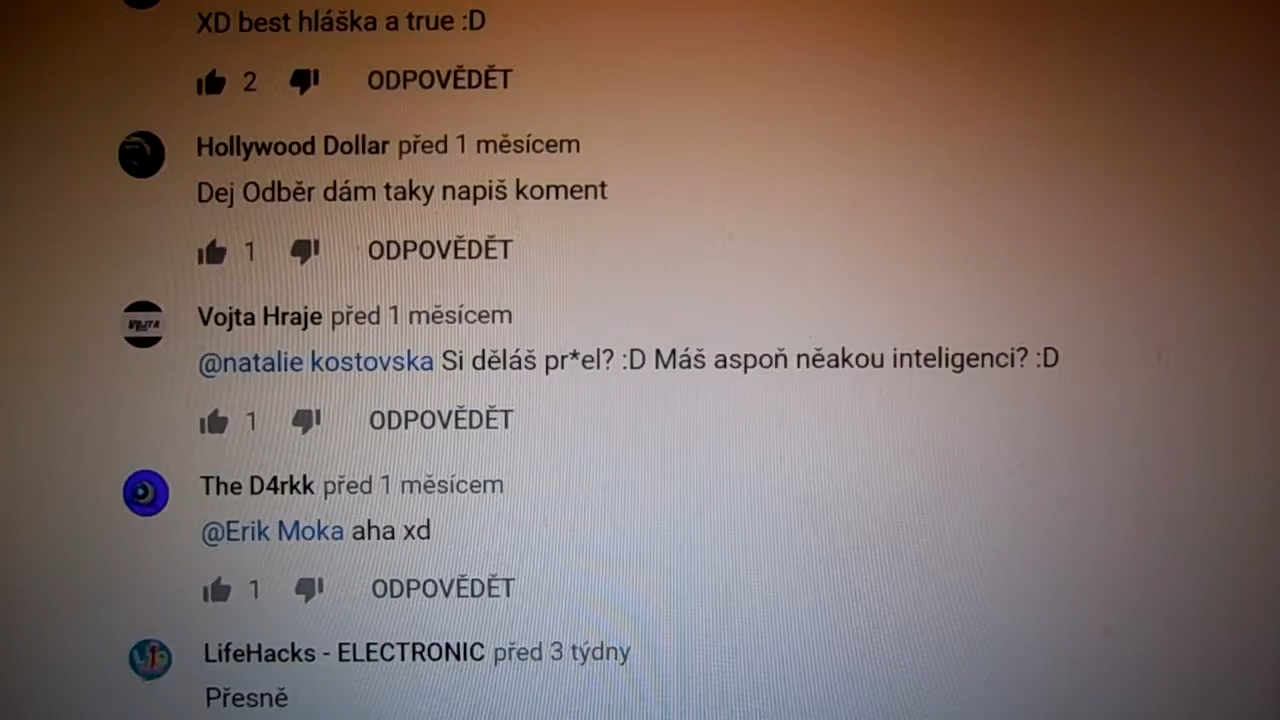 XD best hláška a true :D
2 ODPOVĚDĚT
Hollywood Dollar před 1 měsícem
Dej Odběr dám taky napiš koment
1 ODPOVĚDĚT
Vojta Hraje před 1 měsícem
@natalie kostovska Si děláš pr*el? :D Máš aspoň něakou inteligenci? :D
1 ODPOVĚDĚT
The D4rkk před 1 měsícem
@Erik Moka aha xd
1 ODPOVĚDĚT
LifeHacks - ELECTRONIC před 3 týdny
Přesně